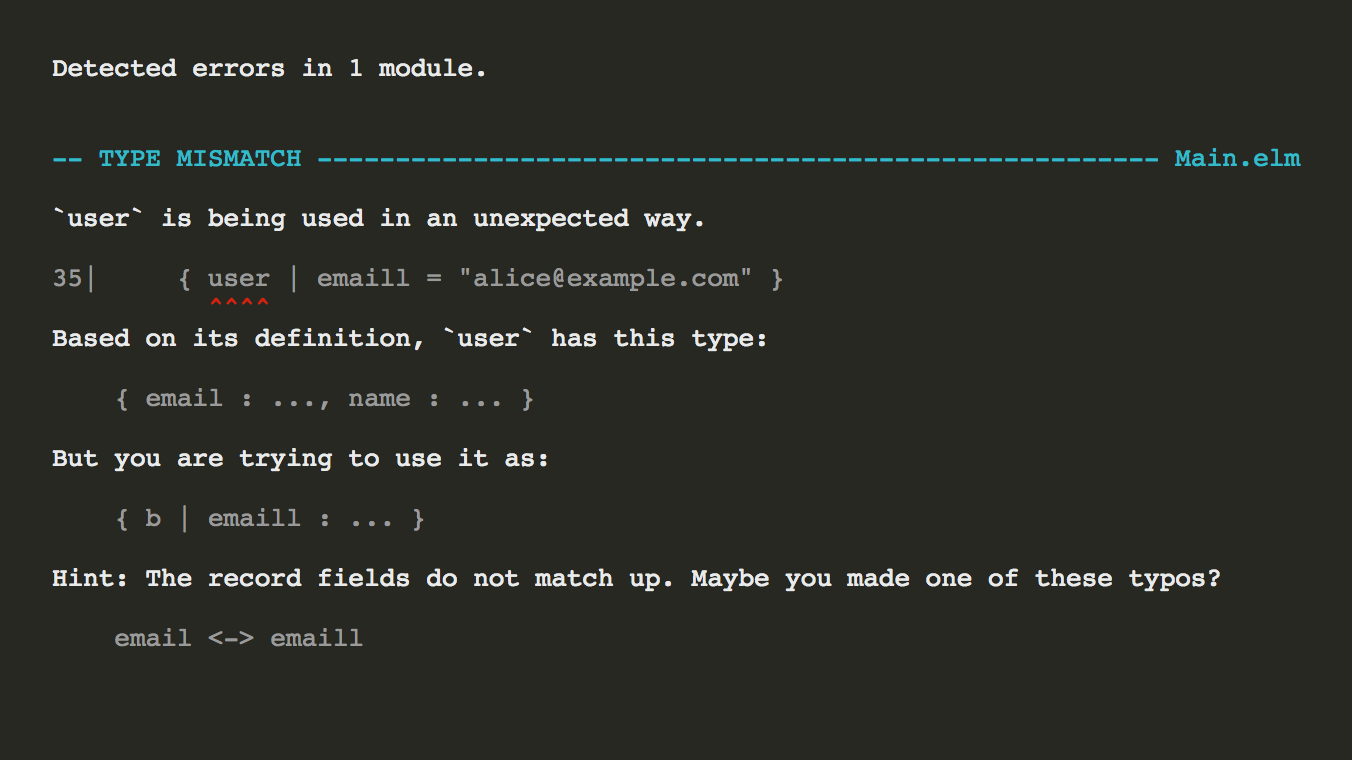 Detected errors in 1 module.
-- TYPE MISMATCH ------------------------------------------------------ Main.elm
`user` is being used in an unexpected way.
35|     { user | emaill = "alice@example.com" }
          ^^^^
Based on its definition, `user` has this type:
    { email : ..., name : ... }
But you are trying to use it as:
    { b | emaill : ... }
Hint: The record fields do not match up. Maybe you made one of these typos?
    email <-> emaill